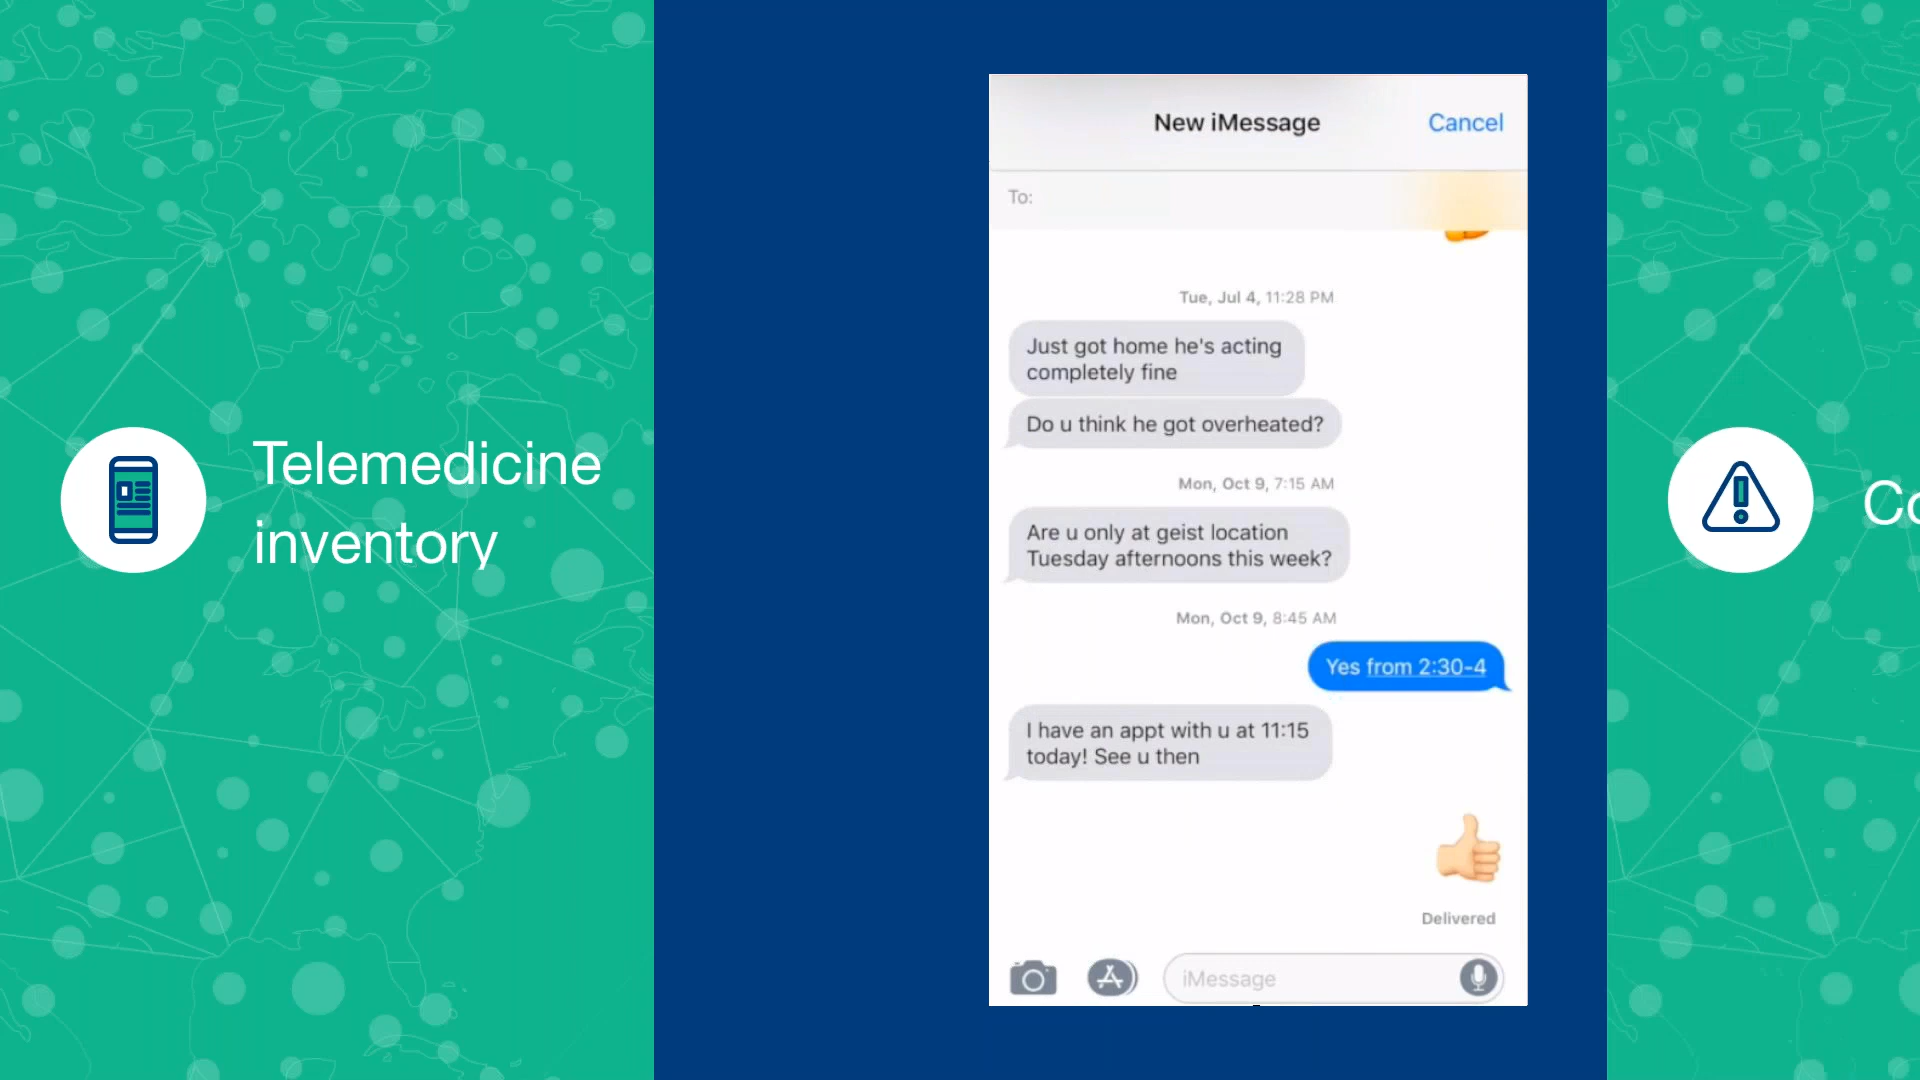 Telemedicine
inventory
New iMessage
Cancel
To:
Tue, Jul 4, 11:28 PM
Just got home he's acting
completely fine
Do u think he got overheated?
Mon, Oct 9, 7:15 AM
Are u only at geist location
Tuesday afternoons this week?
Mon, Oct 9, 8:45 AM
Yes from 2:30-4
I have an appt with u at 11:15
today! See u then
Delivered
iMessage